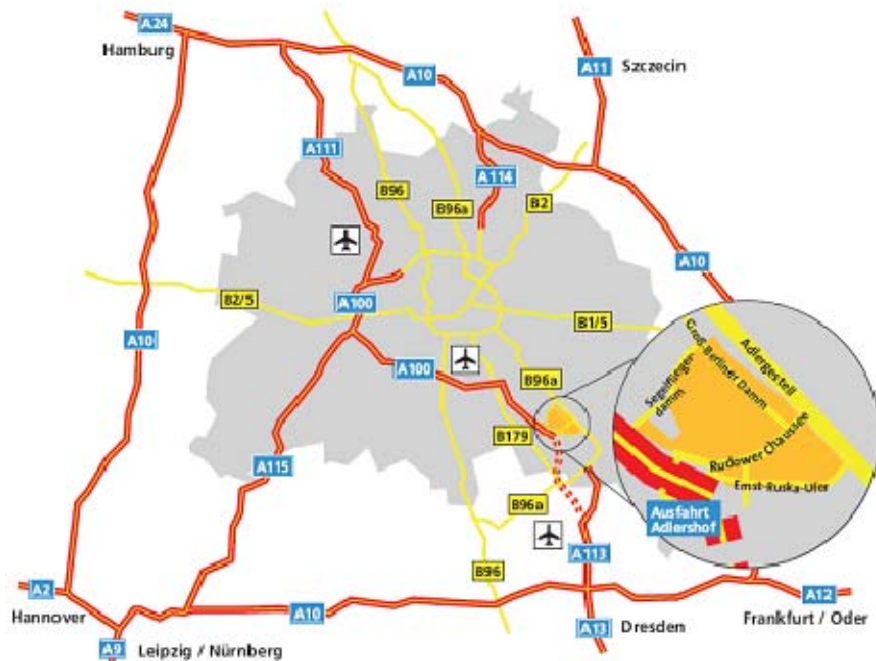 A24
Hamburg
A10
A11
Szczecin
A111
B96
A114
B96a
B2
A10
B2/5
A100
B1/5
A10
A100
B96a
Adlergestell
Groß-Berliner Damm
Segelflieger
damm
Rudower Chaussee
Ernst-Ruska-Ufer
Ausfahrt
Adlershof
B179
A115
B96a
A113
B96
A2
Hannover
A10
A12
Frankfurt / Oder
A9
Leipzig / Nürnberg
A13
Dresden